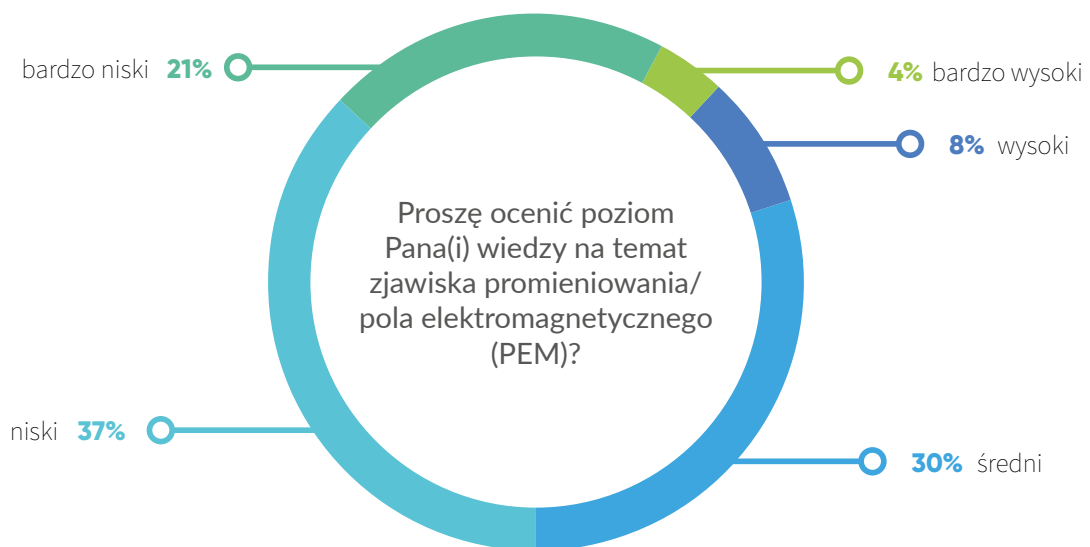 bardzo niski 21%
4% bardzo wysoki
8% wysoki
Proszę ocenić poziom
Pana(i) wiedzy na temat
zjawiska promieniowania/
pola elektromagnetycznego
(PEM)?
niski 37%
30% średni